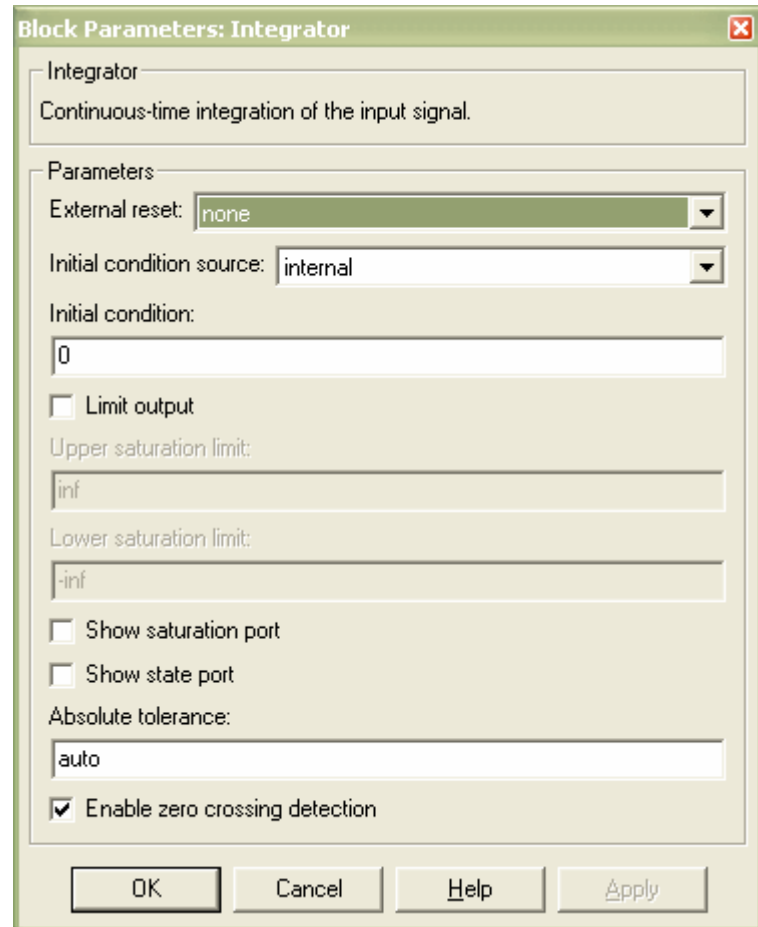 Block Parameters: Integrator
Integrator
Continuous-time integration of the input signal.
Parameters
External reset: none
Initial condition source: internal
Initial condition:
0
Limit output
Upper saturation limit:
inf
Lower saturation limit:
-inf
Show saturation port
Show state port
Absolute tolerance:
auto
Enable zero crossing detection
OK Cancel Help Apply